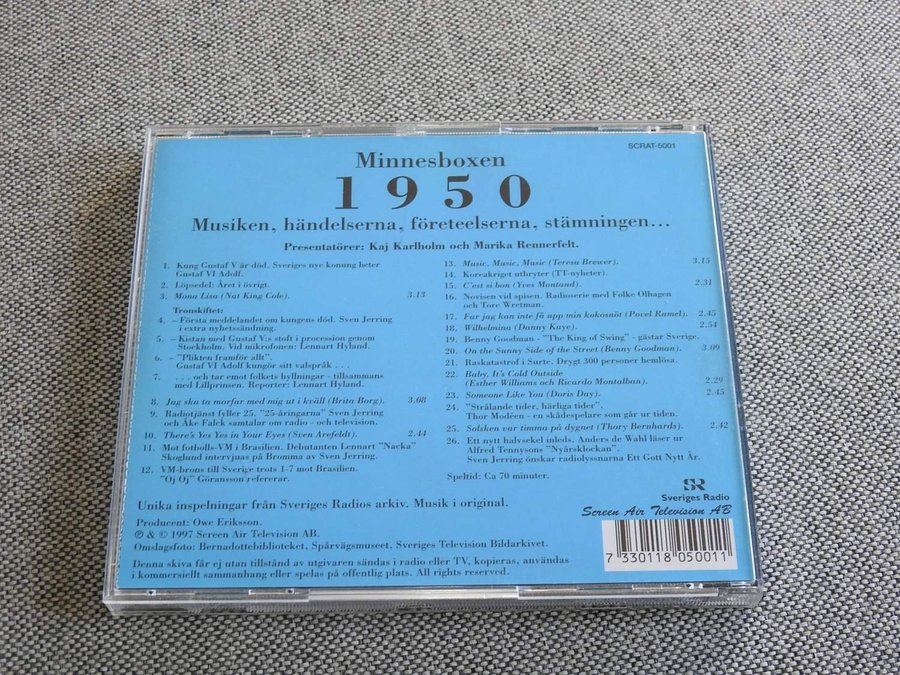 SCRAT-5001
Minnesboxen
1950
Musiken, händelserna, företeelserna, stämningen...
Presentatörer: Kaj Karlholm och Marika Rennerfelt.
1. Kung Gustaf V är död. Sveriges nye konung heter
Gustaf VI Adolf.
2. Löpsedel: Året i övrigt.
3. Mona Lisa (Nat King Cole). 3.13
Tronskiftet:
4. – Första meddelandet om kungens död. Sven Jerring
i extra nyhetssändning.
5. – Kistan med Gustaf V:s stoft i procession genom
Stockholm. Vid mikrofonen: Lennart Hyland.
6. – "Plikten framför allt".
Gustaf VI Adolf kungör sitt valspråk . . .
7. . . . och tar emot folkets hyllningar - tillsammans
med Lillprinsen. Reporter: Lennart Hyland.
8. Jag ska ta morfar med mig ut i kväll (Brita Borg). 3.08
9. Radiotjänst fyller 25. "25-åringarna" Sven Jerring
och Åke Falck samtalar om radio - och television.
10. There's Yes Yes in Your Eyes (Sven Arefeldt). 2.44
11. Mot fotbolls-VM i Brasilien. Debutanten Lennart "Nacka"
Skoglund intervjuas på Bromma av Sven Jerring.
12. VM-brons till Sverige trots 1-7 mot Brasilien.
"Oj Oj" Göransson refererar.
13. Music, Music, Music (Teresa Brewer). 3.15
14. Koreakriget utbryter (TT-nyheter).
15. C'est si bon (Yves Montand). 2.31
16. Novisen vid spisen. Radioserie med Folke Olhagen
och Tore Wretman.
17. Far jag kan inte få upp min kokosnöt (Povel Ramel). 2.45
18. Wilhelmina (Danny Kaye). 2.54
19. Benny Goodman - "The King of Swing" - gästar Sverige.
20. On the Sunny Side of the Street (Benny Goodman). 3.09
21. Raskatastrof i Surte. Drygt 300 personer hemlösa.
22. Baby, It's Cold Outside
(Esther Williams och Ricardo Montalban). 2.29
23. Someone Like You (Doris Day). 2.45
24. "Strålande tider, härliga tider".
Thor Modéen - en skådespelare som går ur tiden.
25. Solsken var timma på dygnet (Thory Bernhards). 2.42
26. Ett nytt halvsekel inleds. Anders de Wahl läser ur
Alfred Tennysons "Nyårsklockan".
Sven Jerring önskar radiolyssnarna Ett Gott Nytt År.
Speltid: Ca 70 minuter.
SR
Sveriges Radio
Screen Air Television AB
Unika inspelningar från Sveriges Radios arkiv. Musik i original.
Producent: Owe Eriksson.
℗ & © 1997 Screen Air Television AB.
Omslagsfoto: Bernadottebiblioteket, Spårvägsmuseet, Sveriges Television Bildarkivet.
Denna skiva får ej utan tillstånd av utgivaren sändas i radio eller TV, kopieras, användas
i kommersiellt sammanhang eller spelas på offentlig plats. All rights reserved.
7 330118 050011